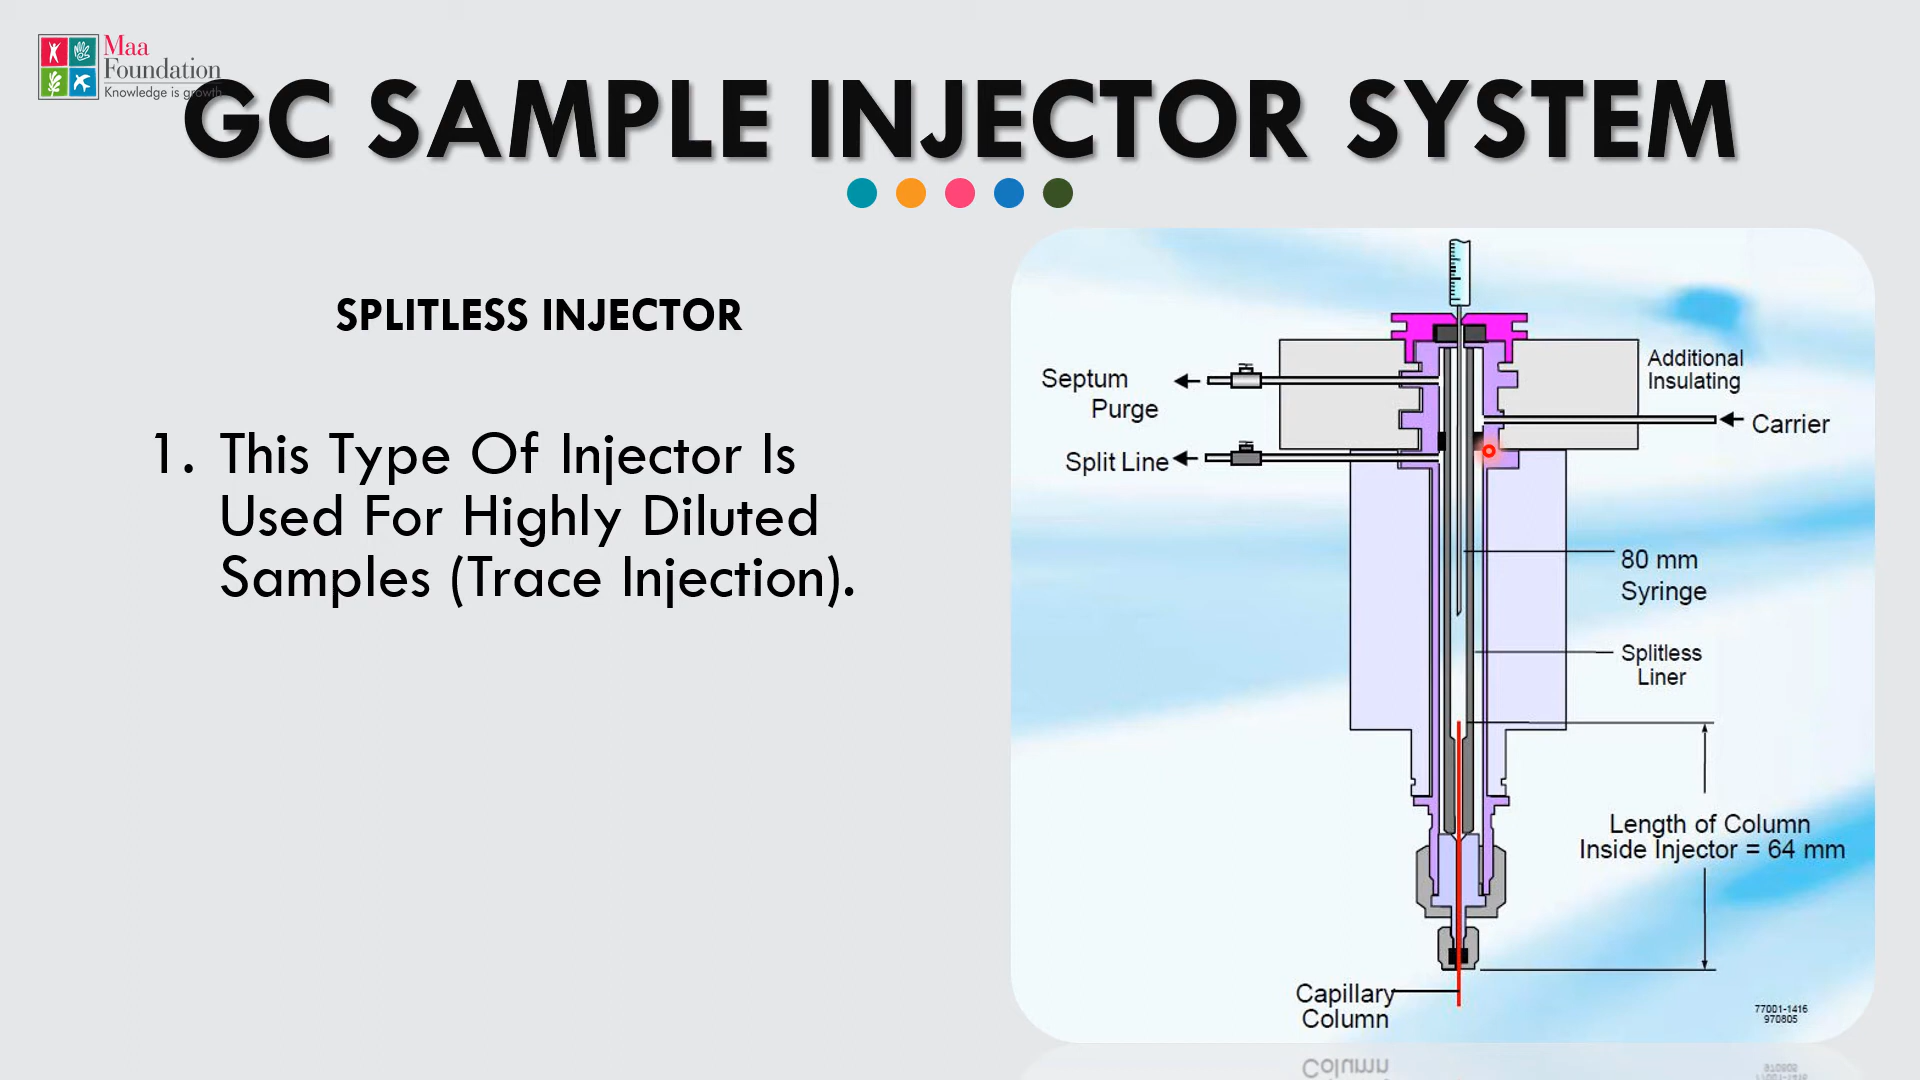 Maa
Foundation
Knowledge is growth
GC SAMPLE INJECTOR SYSTEM
SPLITLESS INJECTOR
1. This Type Of Injector Is
Used For Highly Diluted
Samples (Trace Injection).
Septum
Purge
Split Line
Additional
Insulating
Carrier
80 mm
Syringe
Splitless
Liner
Length of Column
Inside Injector = 64 mm
Capillary
Column
77001-1416
970805